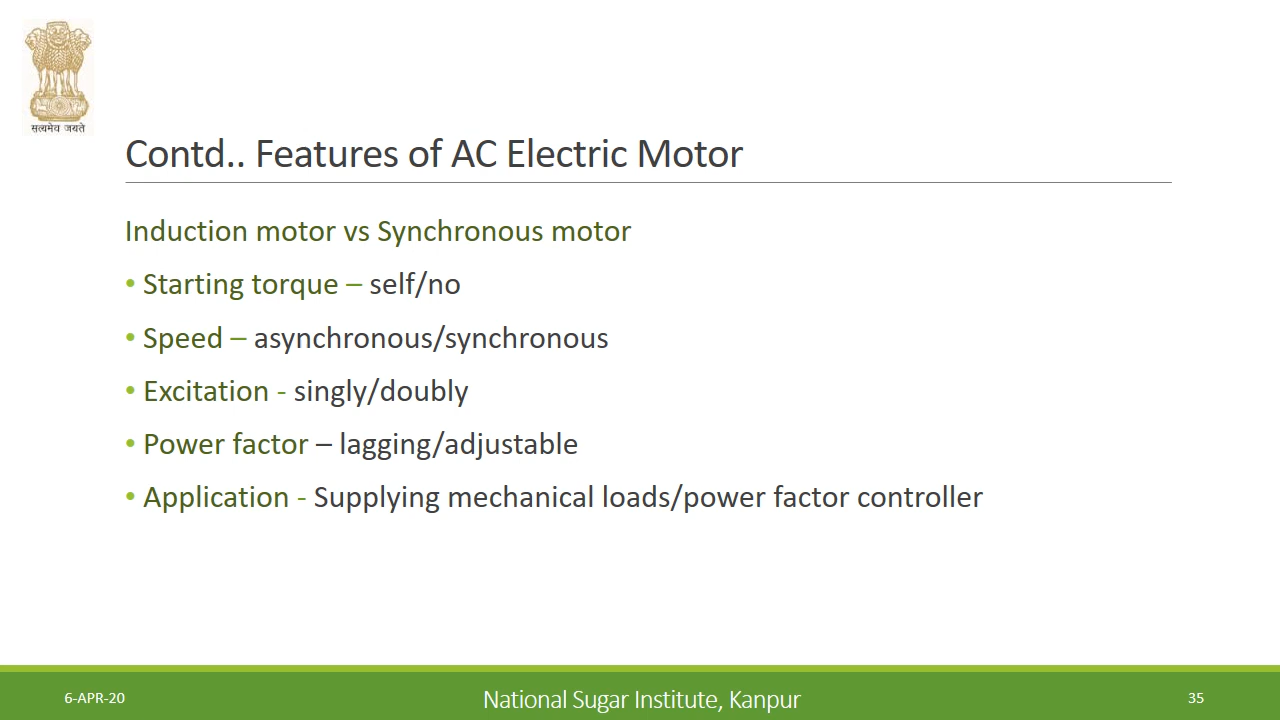 सत्यमेव जयते
Contd.. Features of AC Electric Motor
Induction motor vs Synchronous motor
• Starting torque – self/no
• Speed – asynchronous/synchronous
• Excitation - singly/doubly
• Power factor – lagging/adjustable
• Application - Supplying mechanical loads/power factor controller
6-APR-20
National Sugar Institute, Kanpur
35